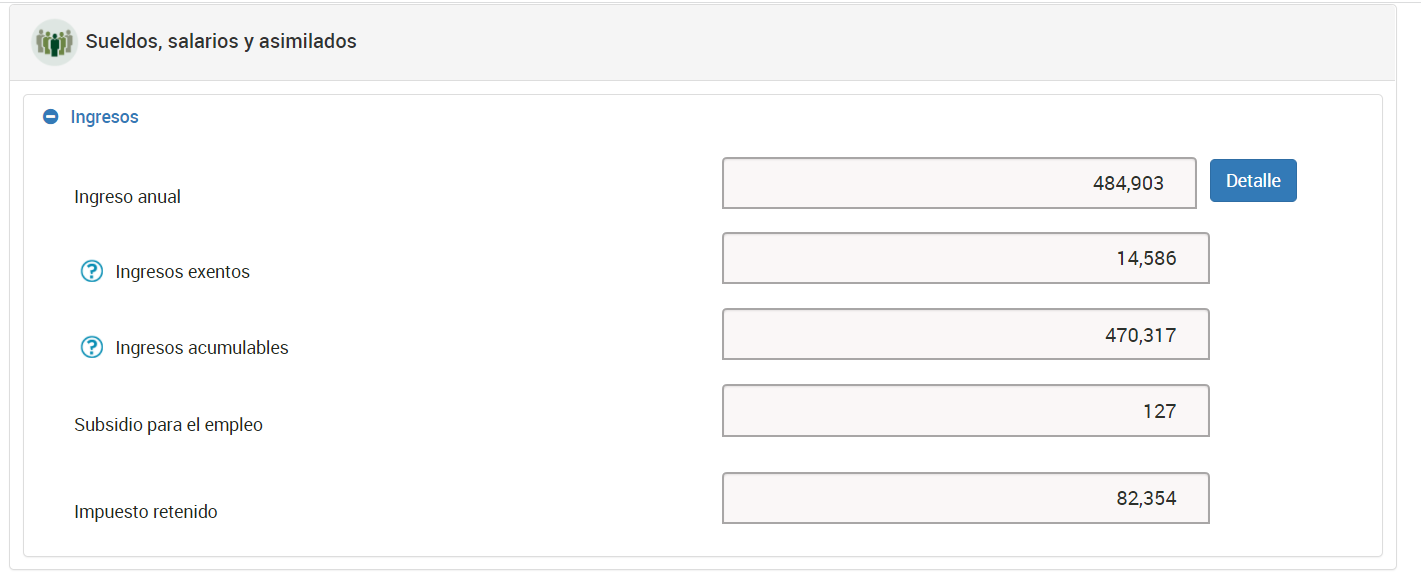 Sueldos, salarios y asimilados
Ingresos
Ingreso anual
484,903
Detalle
? Ingresos exentos
14,586
? Ingresos acumulables
470,317
Subsidio para el empleo
127
Impuesto retenido
82,354